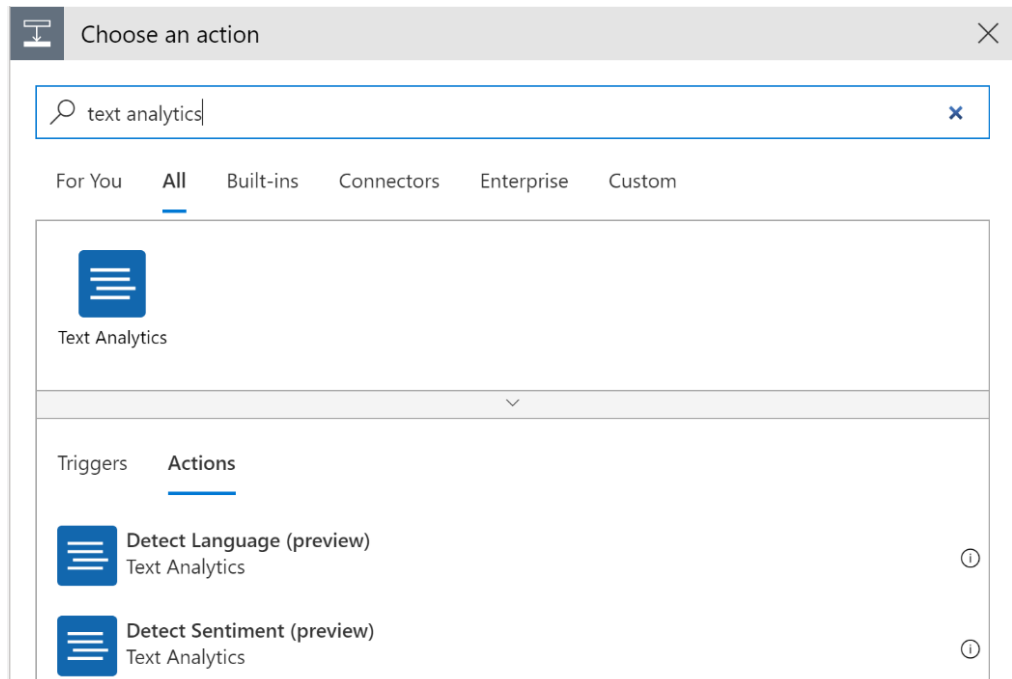 Choose an action
text analytics
For You All Built-ins Connectors Enterprise Custom
Text Analytics
Triggers Actions
Detect Language (preview)
Text Analytics
Detect Sentiment (preview)
Text Analytics